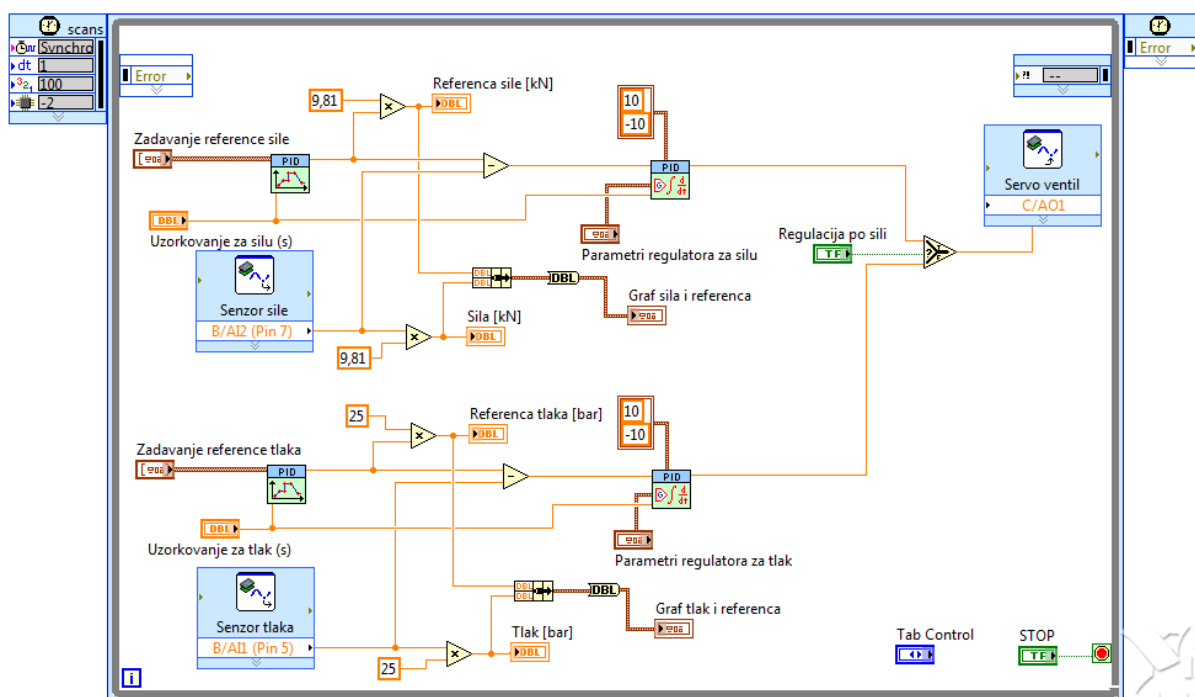 scans
Synchro
dt 1
100
-2
Error
Error
?! --
Referenca sile [kN]
9,81
DBL
Zadavanje reference sile
PID
10
-10
PID
Servo ventil
C/AO1
DBL
Uzorkovanje za silu (s)
Parametri regulatora za silu
Regulacija po sili
TF
Senzor sile
B/AI2 (Pin 7)
DBL
DBL
DBL
Graf sila i referenca
Sila [kN]
DBL
9,81
25
Referenca tlaka [bar]
DBL
10
-10
Zadavanje reference tlaka
PID
PID
DBL
Uzorkovanje za tlak (s)
Parametri regulatora za tlak
Senzor tlaka
B/AI1 (Pin 5)
DBL
DBL
DBL
Graf tlak i referenca
Tlak [bar]
DBL
25
Tab Control
STOP
TF
i